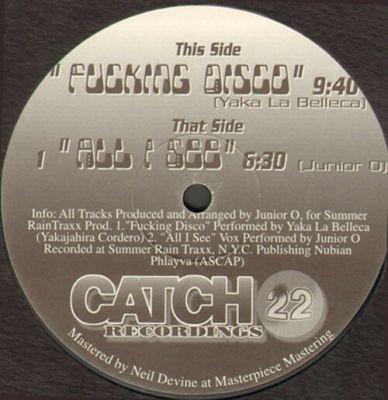 This Side
"FUCKING DISCO" 9:40
(Yaka La Belleca)
That Side
1 "ALL I SEE" 6:30 (Junior O)
Info: All Tracks Produced and Arranged by Junior O, for Summer
RainTraxx Prod. 1."Fucking Disco" Performed by Yaka La Belleca
(Yakajahira Cordero) 2. "All I See" Vox Performed by Junior O
Recorded at Summer Rain Traxx, N.Y.C. Publishing Nubian
Phlayva (ASCAP)
CATCH 22
RECORDINGS
Mastered by Neil Devine at Masterpiece Mastering